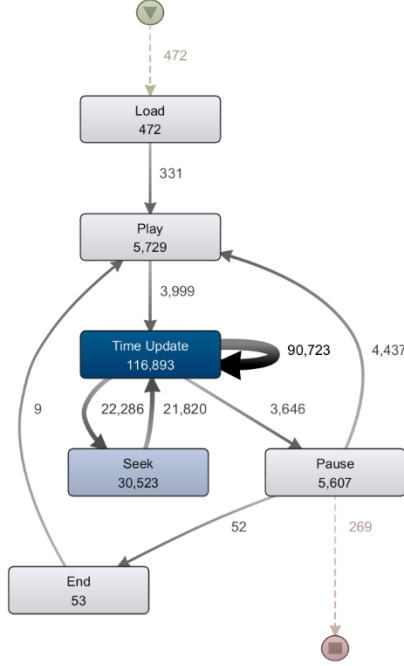 472
Load
472
331
Play
5,729
3,999
Time Update
116,893
90,723
4,437
9
22,286
21,820
3,646
Seek
30,523
Pause
5,607
52
269
End
53